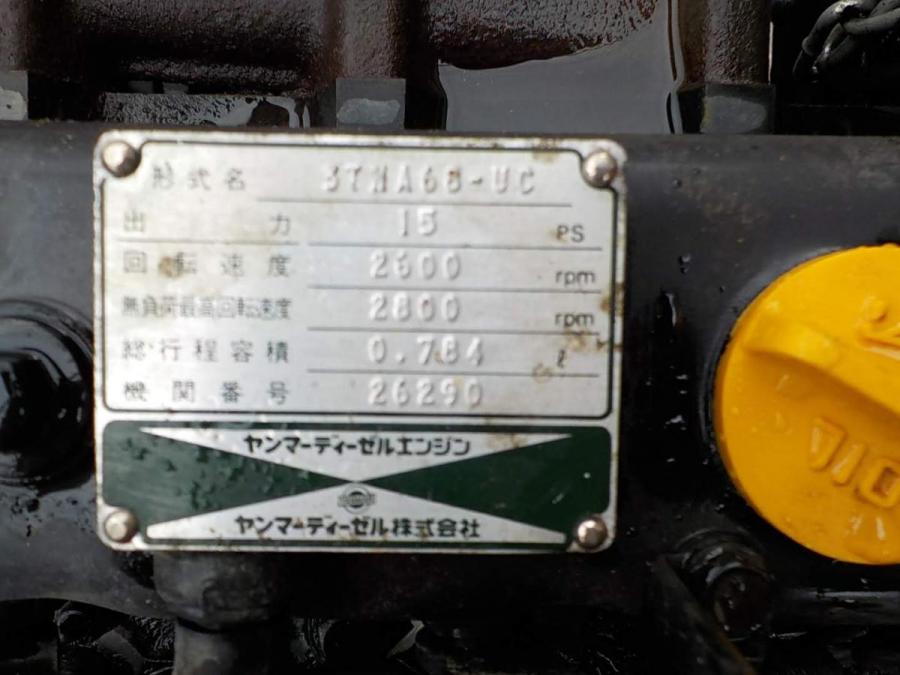 形式名 3TNA68-UC
出力 15 PS
回転速度 2600 rpm
無負荷最高回転速度 2800 rpm
総行程容積 0.784 ℓ
機関番号 26290
ヤンマーディーゼルエンジン
ヤンマーディーゼル株式会社
OIL